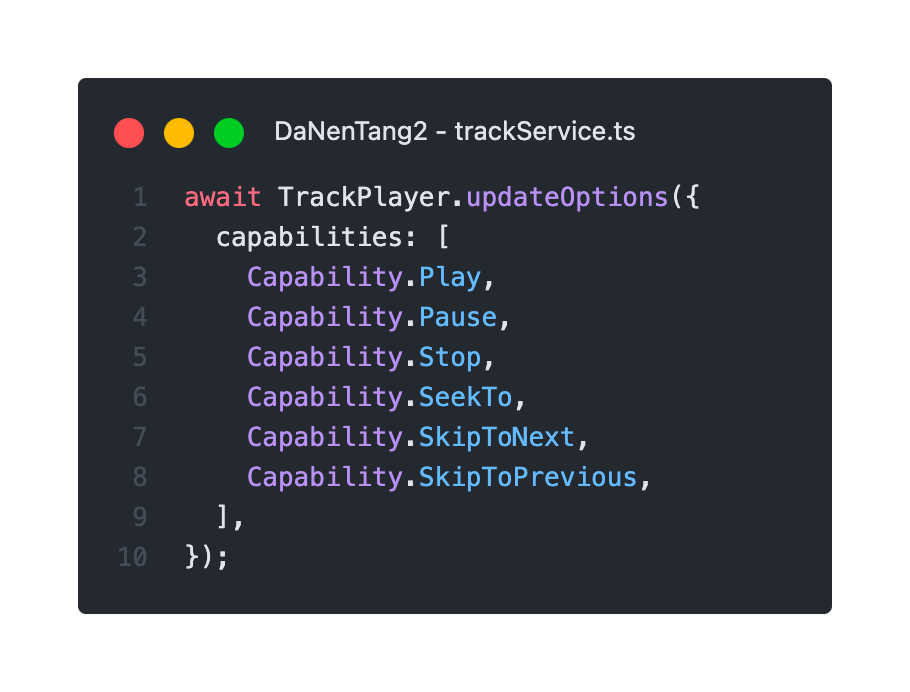 DaNenTang2 - trackService.ts
1 await TrackPlayer.updateOptions({
2   capabilities: [
3     Capability.Play,
4     Capability.Pause,
5     Capability.Stop,
6     Capability.SeekTo,
7     Capability.SkipToNext,
8     Capability.SkipToPrevious,
9   ],
10 });